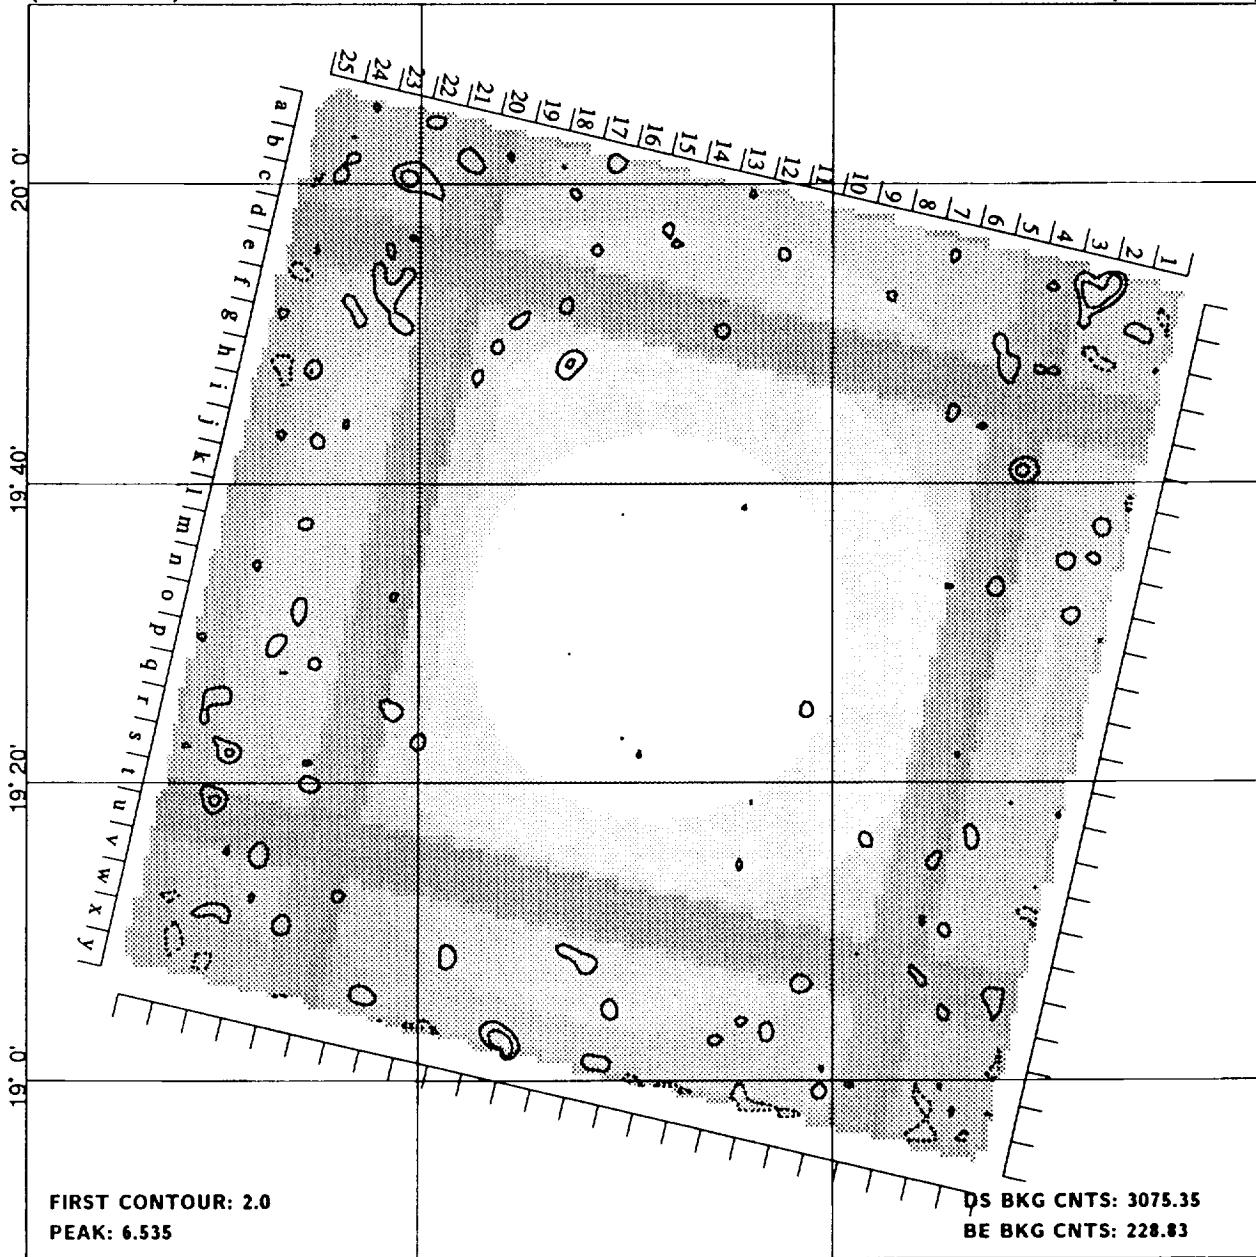 25 24 23 22 21 20 19 18 17 16 15 14 13 12 11 10 9 8 7 6 5 4 3 2 1
a b c d e f g h i j k l m n o p q r s t u v w x y
20° 0'
19° 40'
19° 20'
19° 0'
FIRST CONTOUR: 2.0
PEAK: 6.535
DS BKG CNTS: 3075.35
BE BKG CNTS: 228.83